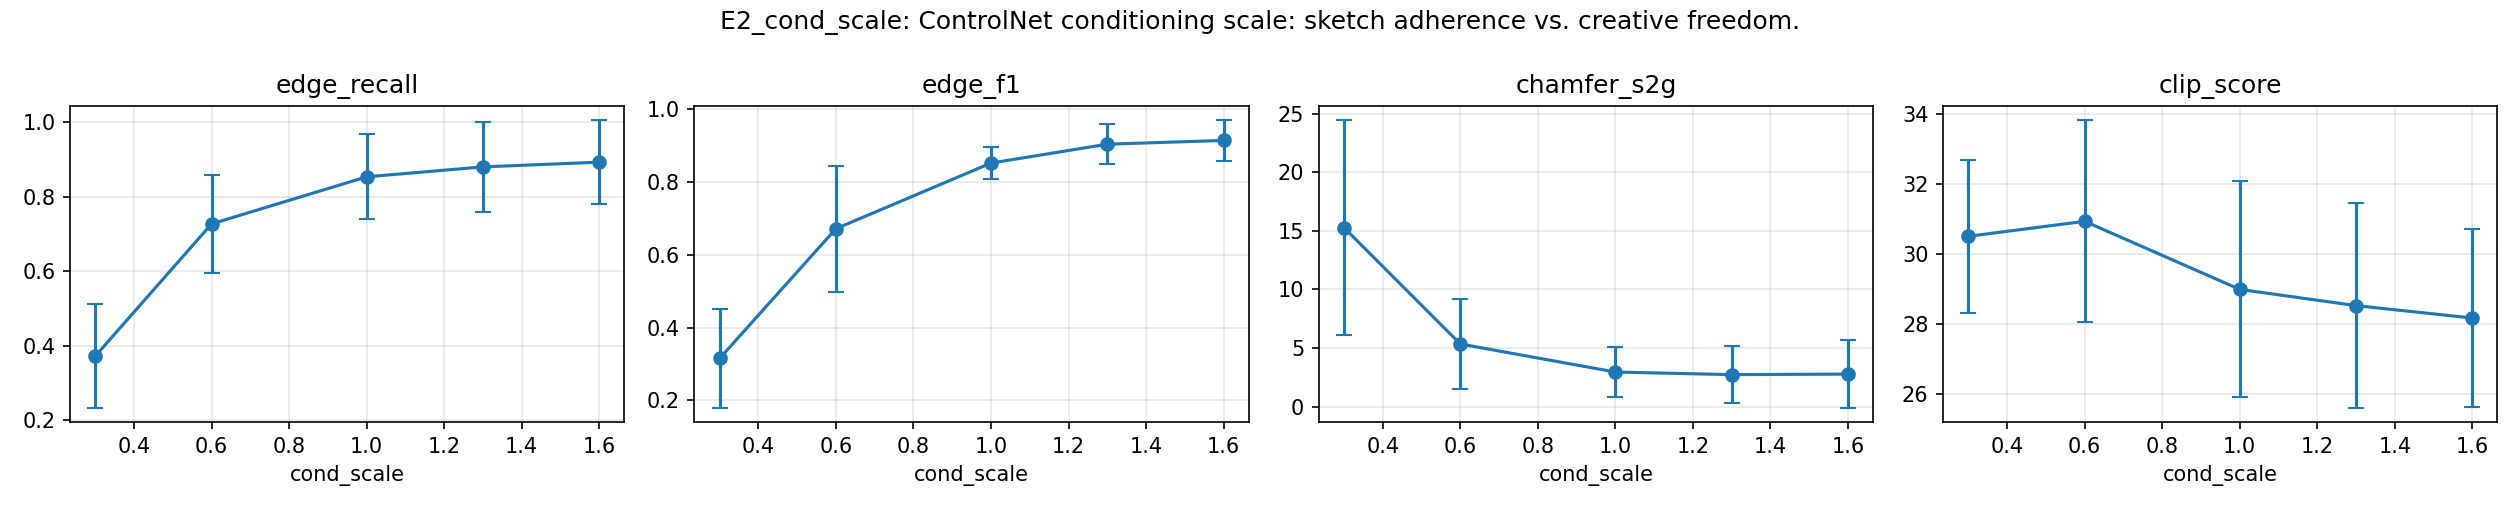 E2_cond_scale: ControlNet conditioning scale: sketch adherence vs. creative freedom.
edge_recall
1.0
0.8
0.6
0.4
0.2
0.4 0.6 0.8 1.0 1.2 1.4 1.6
cond_scale
edge_f1
1.0
0.8
0.6
0.4
0.2
0.4 0.6 0.8 1.0 1.2 1.4 1.6
cond_scale
chamfer_s2g
25
20
15
10
5
0
0.4 0.6 0.8 1.0 1.2 1.4 1.6
cond_scale
clip_score
34
32
30
28
26
0.4 0.6 0.8 1.0 1.2 1.4 1.6
cond_scale